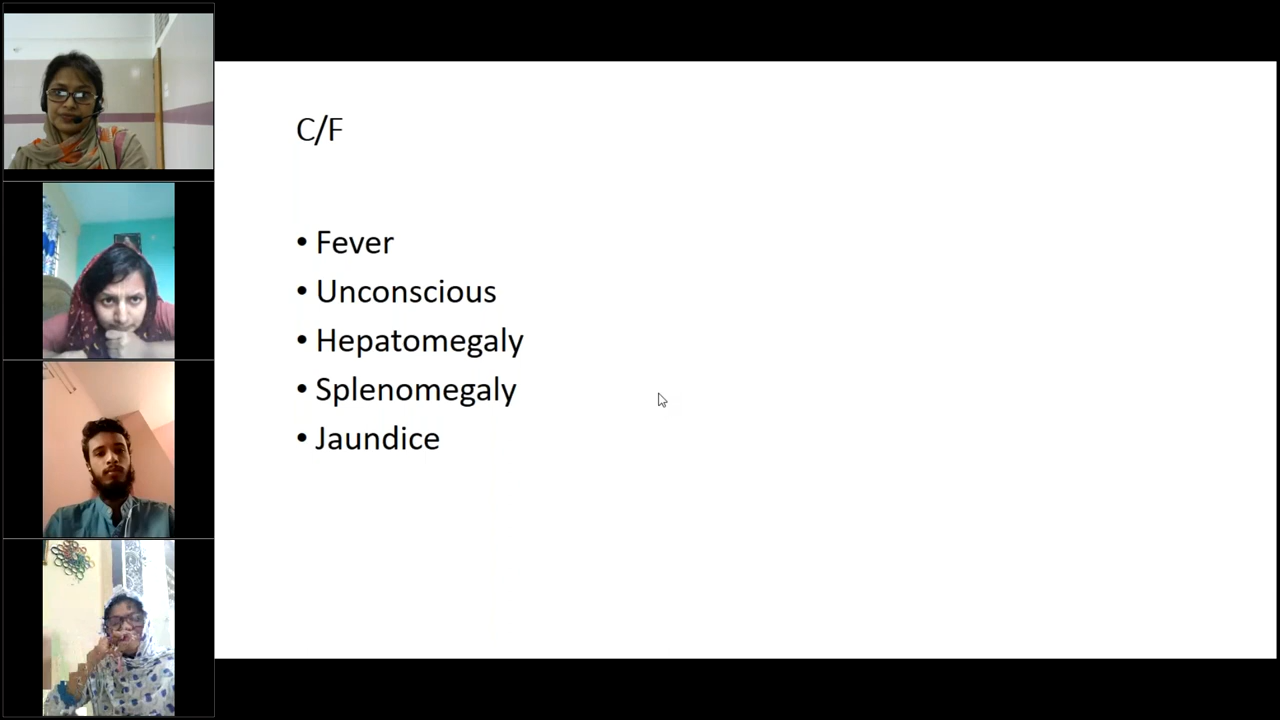 C/F
• Fever
• Unconscious
• Hepatomegaly
• Splenomegaly
• Jaundice